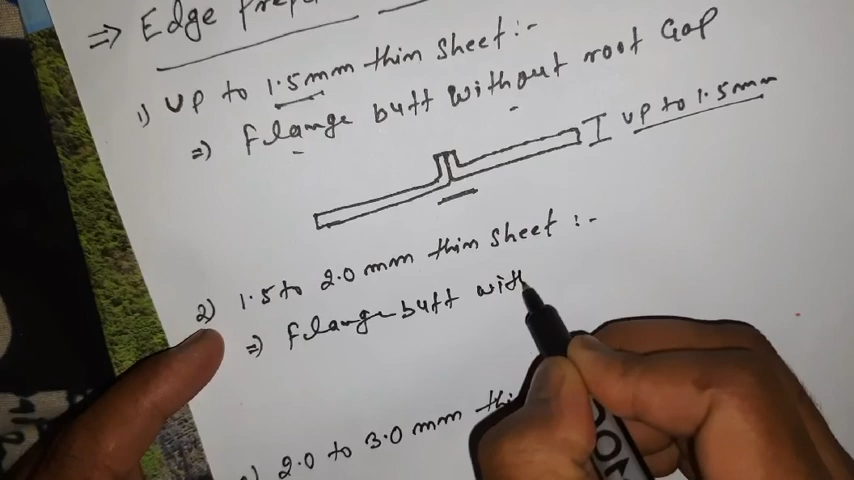 ⇒ Edge
1) UP to 1.5mm thin sheet:-
⇒ Flange butt without root Gap
UP to 1.5mm
2) 1.5 to 2.0 mm thin sheet :-
⇒ Flange butt with
2.0 to 3.0 mm